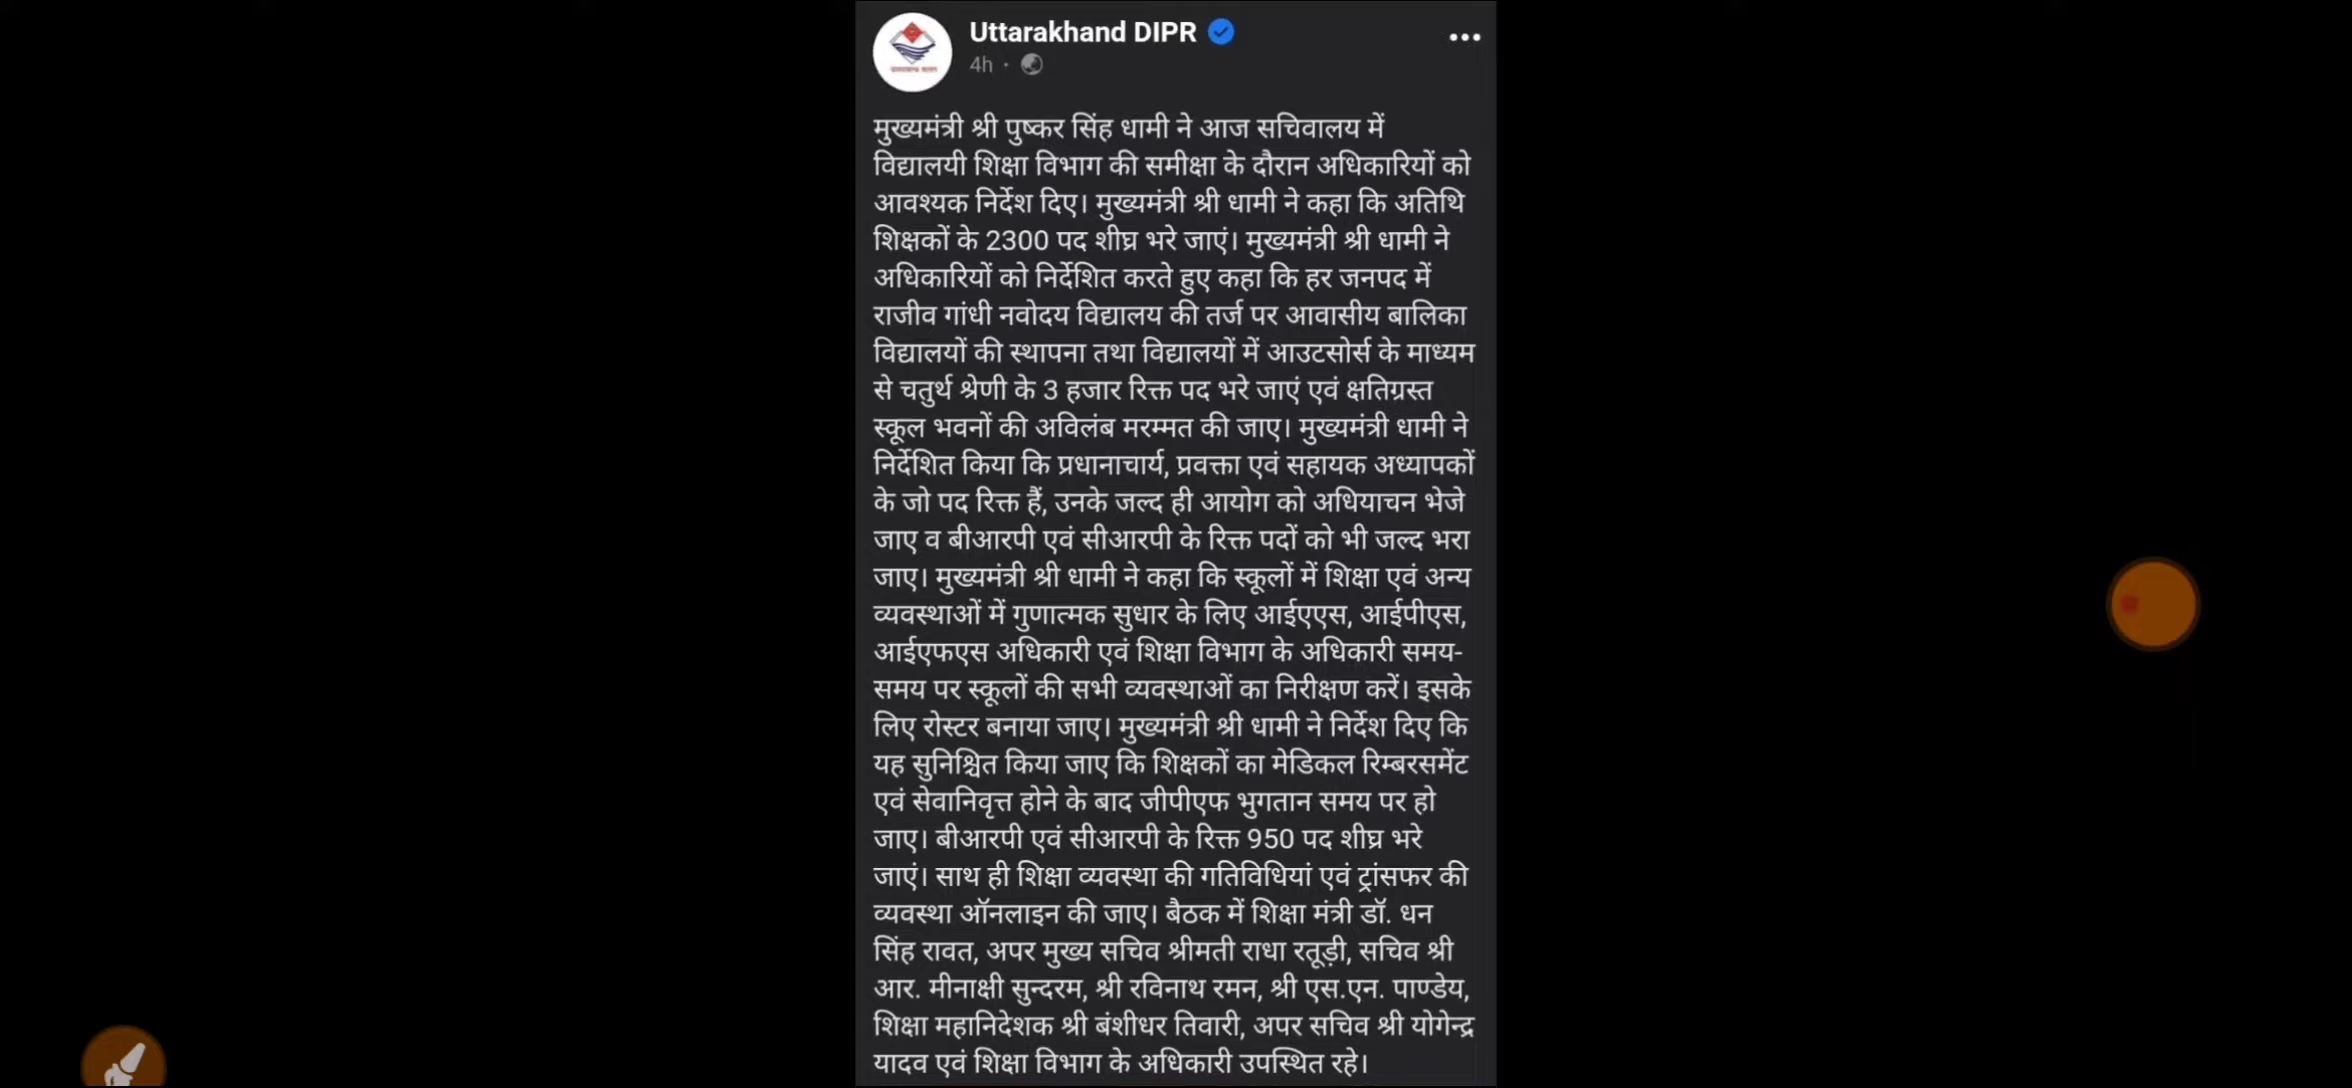 Uttarakhand DIPR
4h ·
मुख्यमंत्री श्री पुष्कर सिंह धामी ने आज सचिवालय में
विद्यालयी शिक्षा विभाग की समीक्षा के दौरान अधिकारियों को
आवश्यक निर्देश दिए। मुख्यमंत्री श्री धामी ने कहा कि अतिथि
शिक्षकों के 2300 पद शीघ्र भरे जाएं। मुख्यमंत्री श्री धामी ने
अधिकारियों को निर्देशित करते हुए कहा कि हर जनपद में
राजीव गांधी नवोदय विद्यालय की तर्ज पर आवासीय बालिका
विद्यालयों की स्थापना तथा विद्यालयों में आउटसोर्स के माध्यम
से चतुर्थ श्रेणी के 3 हजार रिक्त पद भरे जाएं एवं क्षतिग्रस्त
स्कूल भवनों की अविलंब मरम्मत की जाए। मुख्यमंत्री धामी ने
निर्देशित किया कि प्रधानाचार्य, प्रवक्ता एवं सहायक अध्यापकों
के जो पद रिक्त हैं, उनके जल्द ही आयोग को अधियाचन भेजे
जाए व बीआरपी एवं सीआरपी के रिक्त पदों को भी जल्द भरा
जाए। मुख्यमंत्री श्री धामी ने कहा कि स्कूलों में शिक्षा एवं अन्य
व्यवस्थाओं में गुणात्मक सुधार के लिए आईएएस, आईपीएस,
आईएफएस अधिकारी एवं शिक्षा विभाग के अधिकारी समय-
समय पर स्कूलों की सभी व्यवस्थाओं का निरीक्षण करें। इसके
लिए रोस्टर बनाया जाए। मुख्यमंत्री श्री धामी ने निर्देश दिए कि
यह सुनिश्चित किया जाए कि शिक्षकों का मेडिकल रिम्बरसमेंट
एवं सेवानिवृत्त होने के बाद जीपीएफ भुगतान समय पर हो
जाए। बीआरपी एवं सीआरपी के रिक्त 950 पद शीघ्र भरे
जाएं। साथ ही शिक्षा व्यवस्था की गतिविधियां एवं ट्रांसफर की
व्यवस्था ऑनलाइन की जाए। बैठक में शिक्षा मंत्री डॉ. धन
सिंह रावत, अपर मुख्य सचिव श्रीमती राधा रतूड़ी, सचिव श्री
आर. मीनाक्षी सुन्दरम, श्री रविनाथ रमन, श्री एस.एन. पाण्डेय,
शिक्षा महानिदेशक श्री बंशीधर तिवारी, अपर सचिव श्री योगेन्द्र
यादव एवं शिक्षा विभाग के अधिकारी उपस्थित रहे।